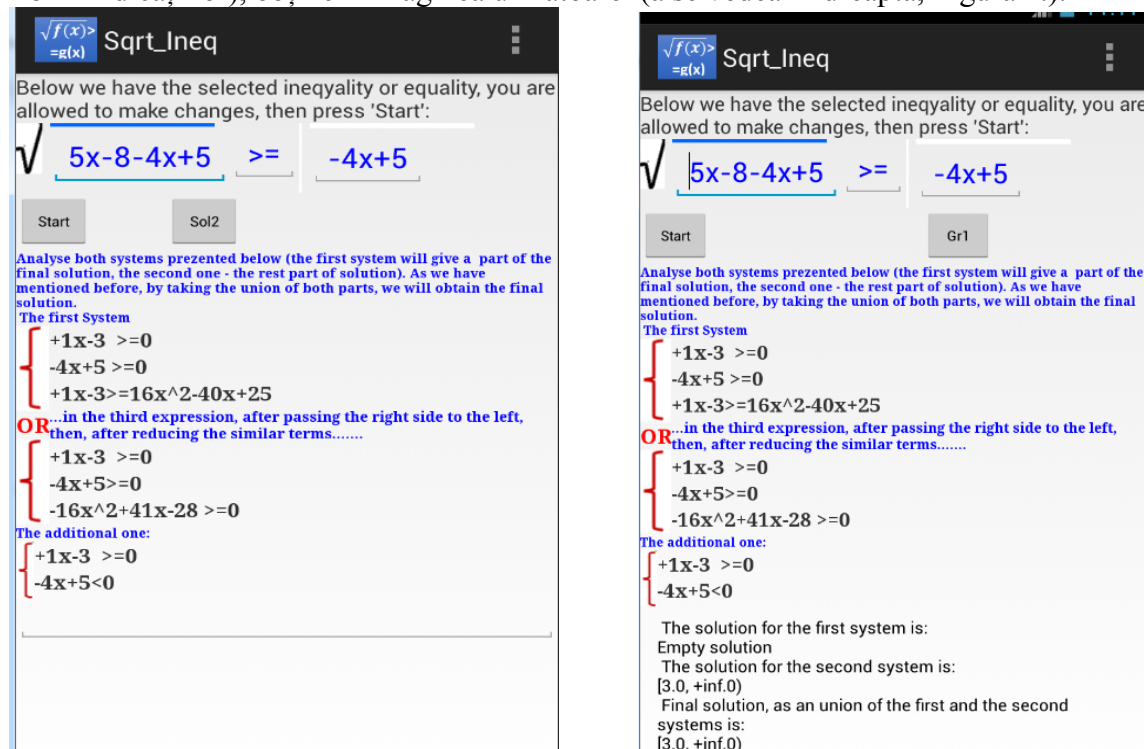 √f(x)>
=g(x)
Sqrt_Ineq
Below we have the selected ineqyality or equality, you are
allowed to make changes, then press 'Start':
√ 5x-8-4x+5 >= -4x+5
Start Sol2
Analyse both systems prezented below (the first system will give a part of the
final solution, the second one - the rest part of solution). As we have
mentioned before, by taking the union of both parts, we will obtain the final
solution.
The first System
+1x-3 >=0
-4x+5 >=0
+1x-3>=16x^2-40x+25
OR ...in the third expression, after passing the right side to the left,
then, after reducing the similar terms.......
+1x-3 >=0
-4x+5>=0
-16x^2+41x-28 >=0
The additional one:
+1x-3 >=0
-4x+5<0
√f(x)>
=g(x)
Sqrt_Ineq
Below we have the selected ineqyality or equality, you are
allowed to make changes, then press 'Start':
√ 5x-8-4x+5 >= -4x+5
Start Gr1
Analyse both systems prezented below (the first system will give a part of the
final solution, the second one - the rest part of solution). As we have
mentioned before, by taking the union of both parts, we will obtain the final
solution.
The first System
+1x-3 >=0
-4x+5 >=0
+1x-3>=16x^2-40x+25
OR ...in the third expression, after passing the right side to the left,
then, after reducing the similar terms.......
+1x-3 >=0
-4x+5>=0
-16x^2+41x-28 >=0
The additional one:
+1x-3 >=0
-4x+5<0
The solution for the first system is:
Empty solution
The solution for the second system is:
[3.0, +inf.0)
Final solution, as an union of the first and the second
systems is:
[3.0, +inf.0)